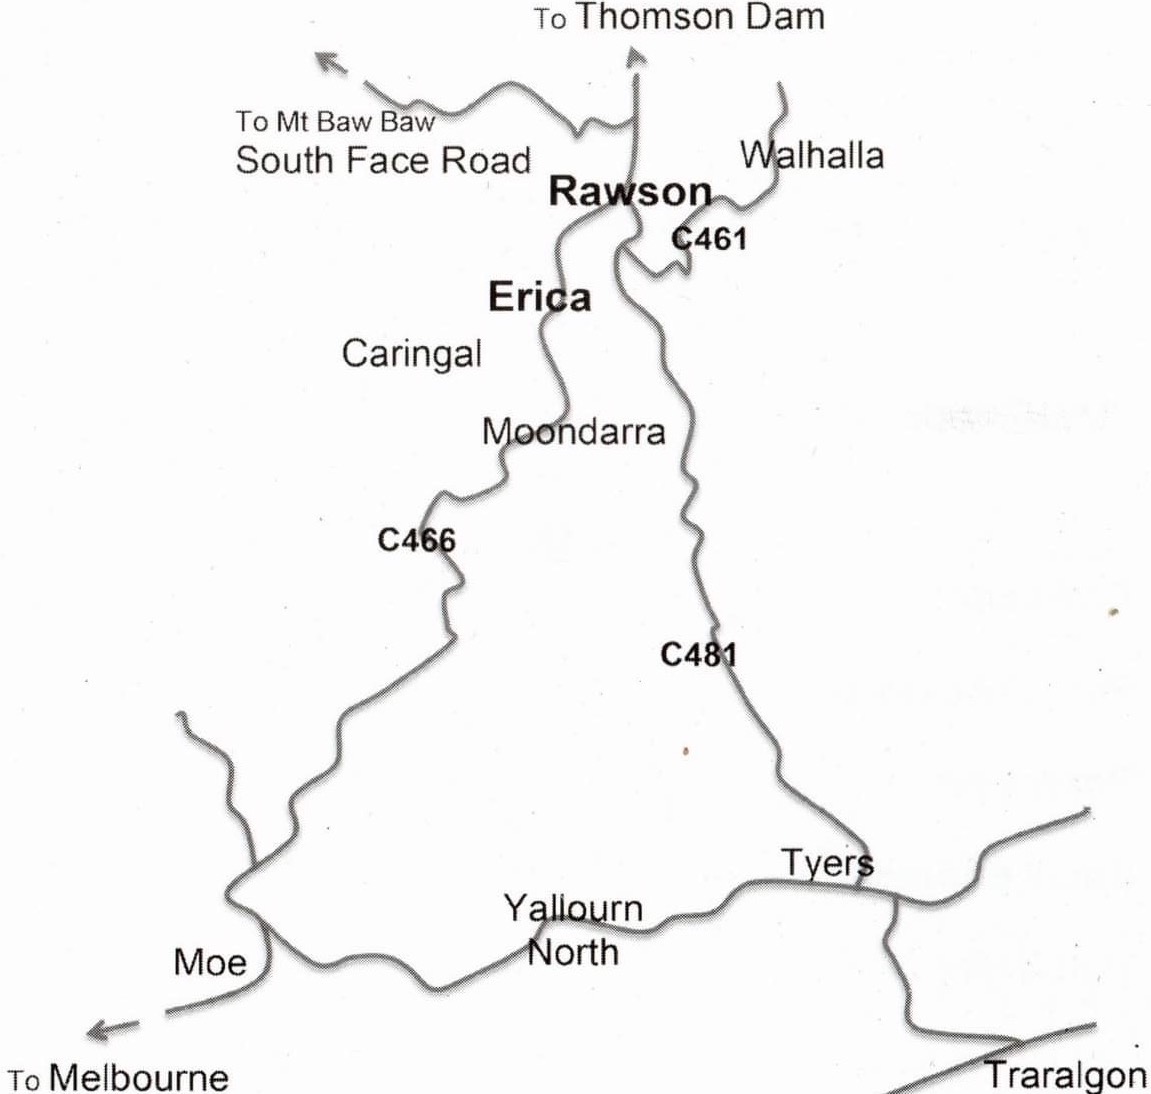 To Thomson Dam
To Mt Baw Baw
South Face Road
Walhalla
Rawson
C461
Erica
Caringal
Moondarra
C466
C481
Tyers
Yallourn
North
Moe
To Melbourne
Traralgon